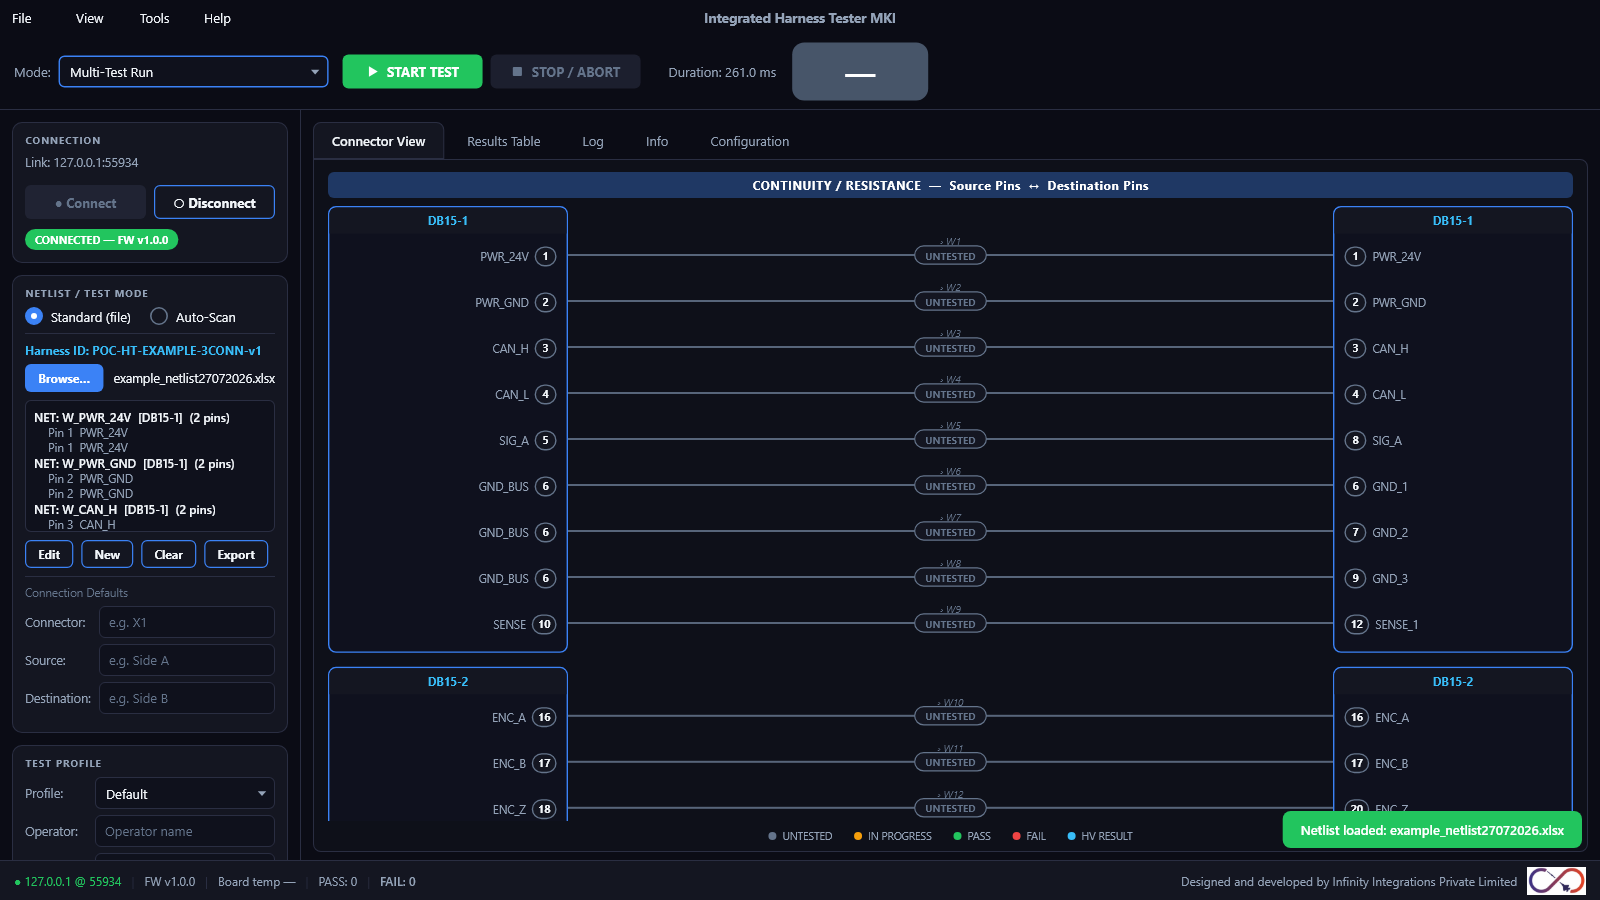 File View Tools Help
Integrated Harness Tester MKI
Mode: Multi-Test Run
START TEST
STOP / ABORT
Duration: 261.0 ms
—
CONNECTION
Link: 127.0.0.1:55934
Connect
Disconnect
CONNECTED — FW v1.0.0
NETLIST / TEST MODE
Standard (file) Auto-Scan
Harness ID: POC-HT-EXAMPLE-3CONN-v1
Browse... example_netlist27072026.xlsx
NET: W_PWR_24V [DB15-1] (2 pins)
Pin 1 PWR_24V
Pin 1 PWR_24V
NET: W_PWR_GND [DB15-1] (2 pins)
Pin 2 PWR_GND
Pin 2 PWR_GND
NET: W_CAN_H [DB15-1] (2 pins)
Pin 3 CAN_H
Edit New Clear Export
Connection Defaults
Connector: e.g. X1
Source: e.g. Side A
Destination: e.g. Side B
TEST PROFILE
Profile: Default
Operator: Operator name
Connector View Results Table Log Info Configuration
CONTINUITY / RESISTANCE — Source Pins ↔ Destination Pins
DB15-1 DB15-1
W1
PWR_24V 1 UNTESTED 1 PWR_24V
W2
PWR_GND 2 UNTESTED 2 PWR_GND
W3
CAN_H 3 UNTESTED 3 CAN_H
W4
CAN_L 4 UNTESTED 4 CAN_L
W5
SIG_A 5 UNTESTED 8 SIG_A
W6
GND_BUS 6 UNTESTED 6 GND_1
W7
GND_BUS 6 UNTESTED 7 GND_2
W8
GND_BUS 6 UNTESTED 9 GND_3
W9
SENSE 10 UNTESTED 12 SENSE_1
DB15-2 DB15-2
W10
ENC_A 16 UNTESTED 16 ENC_A
W11
ENC_B 17 UNTESTED 17 ENC_B
W12
ENC_Z 18 UNTESTED 20 ENC_Z
UNTESTED IN PROGRESS PASS FAIL HV RESULT
Netlist loaded: example_netlist27072026.xlsx
127.0.0.1 @ 55934 FW v1.0.0 Board temp — PASS: 0 FAIL: 0
Designed and developed by Infinity Integrations Private Limited